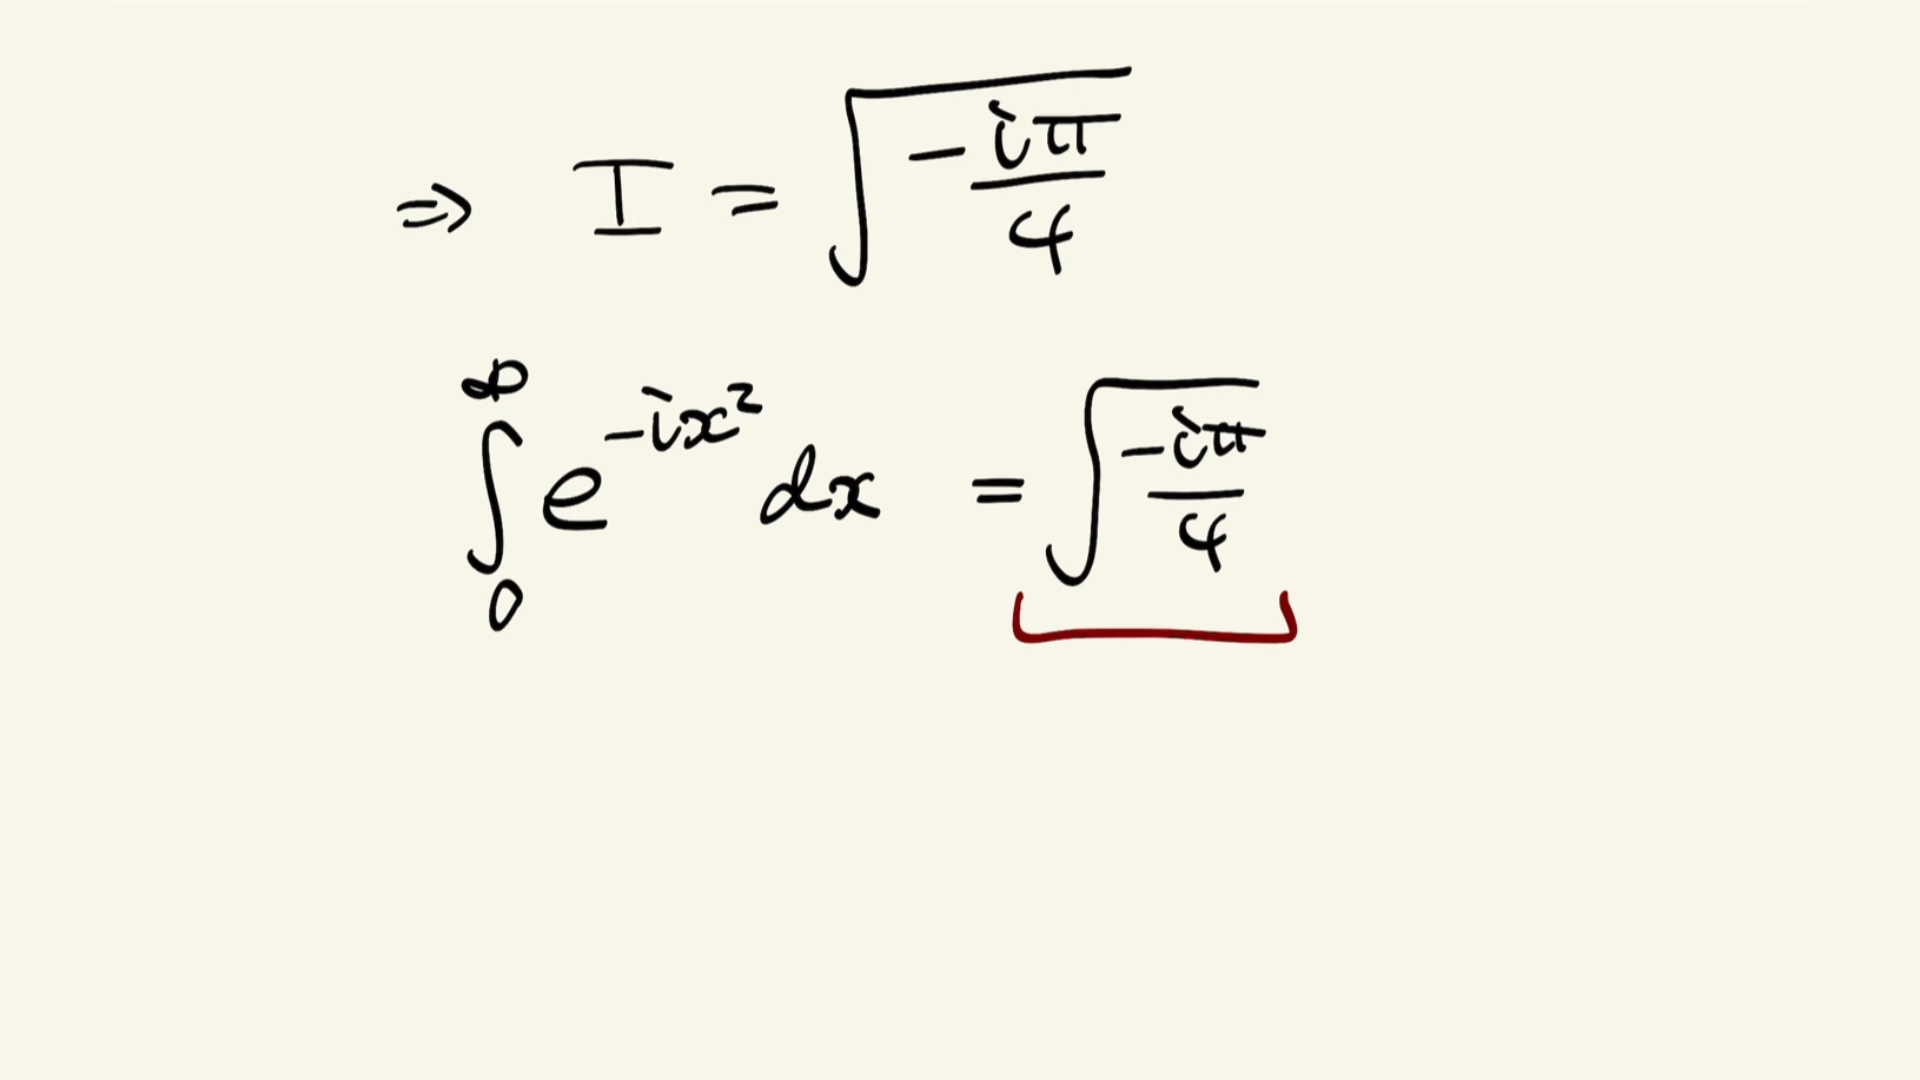 ⇒ I = √(-iπ/4)
∫₀^∞ e^(-ix²) dx = √(-iπ/4)